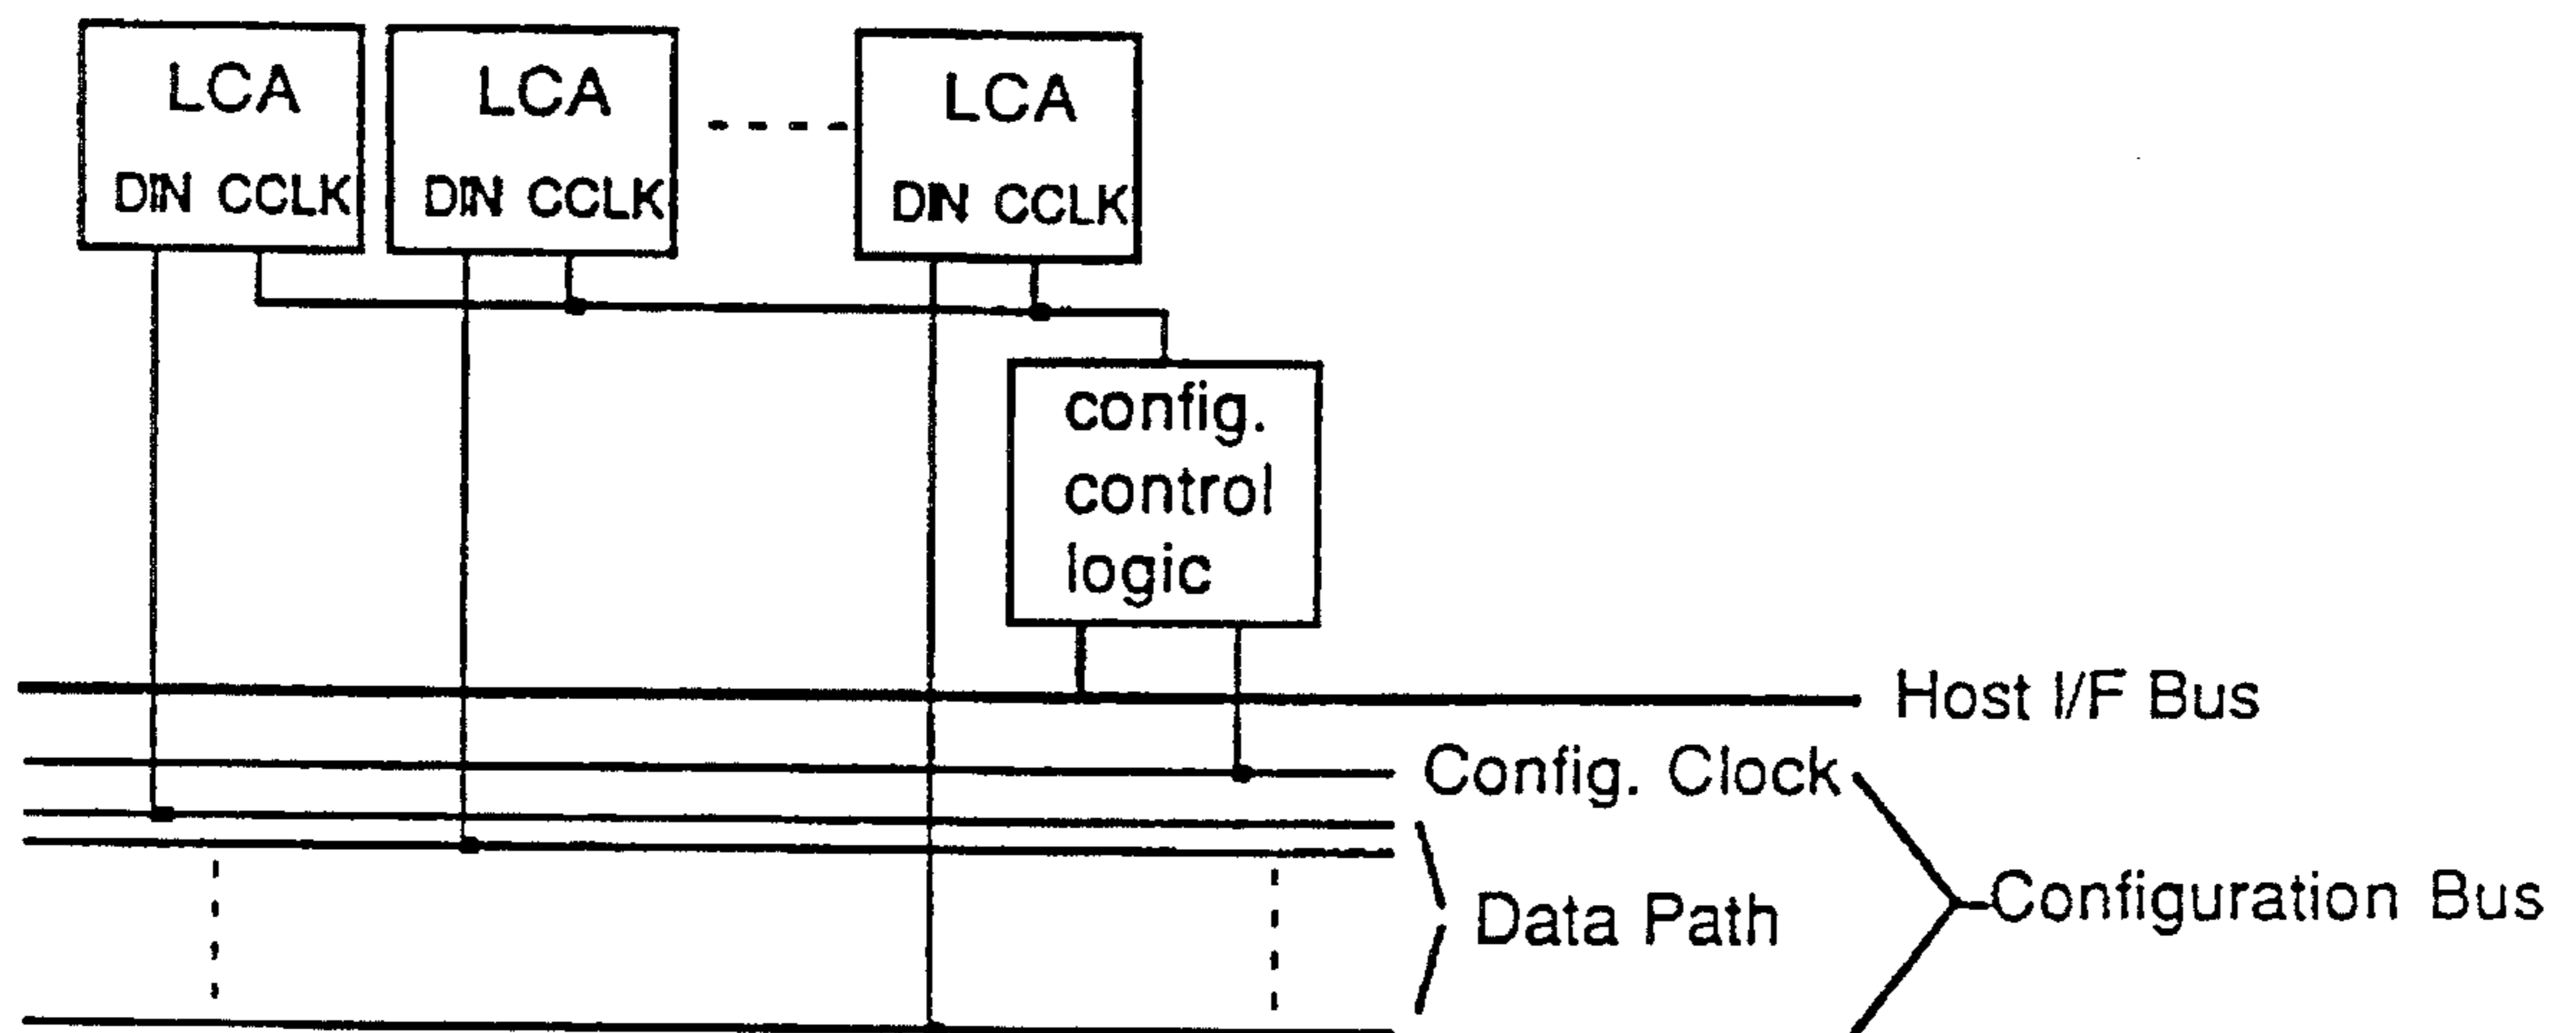 LCA
DIN CCLK
LCA
DIN CCLK
LCA
DIN CCLK
config.
control
logic
Host I/F Bus
Config. Clock
Data Path
Configuration Bus